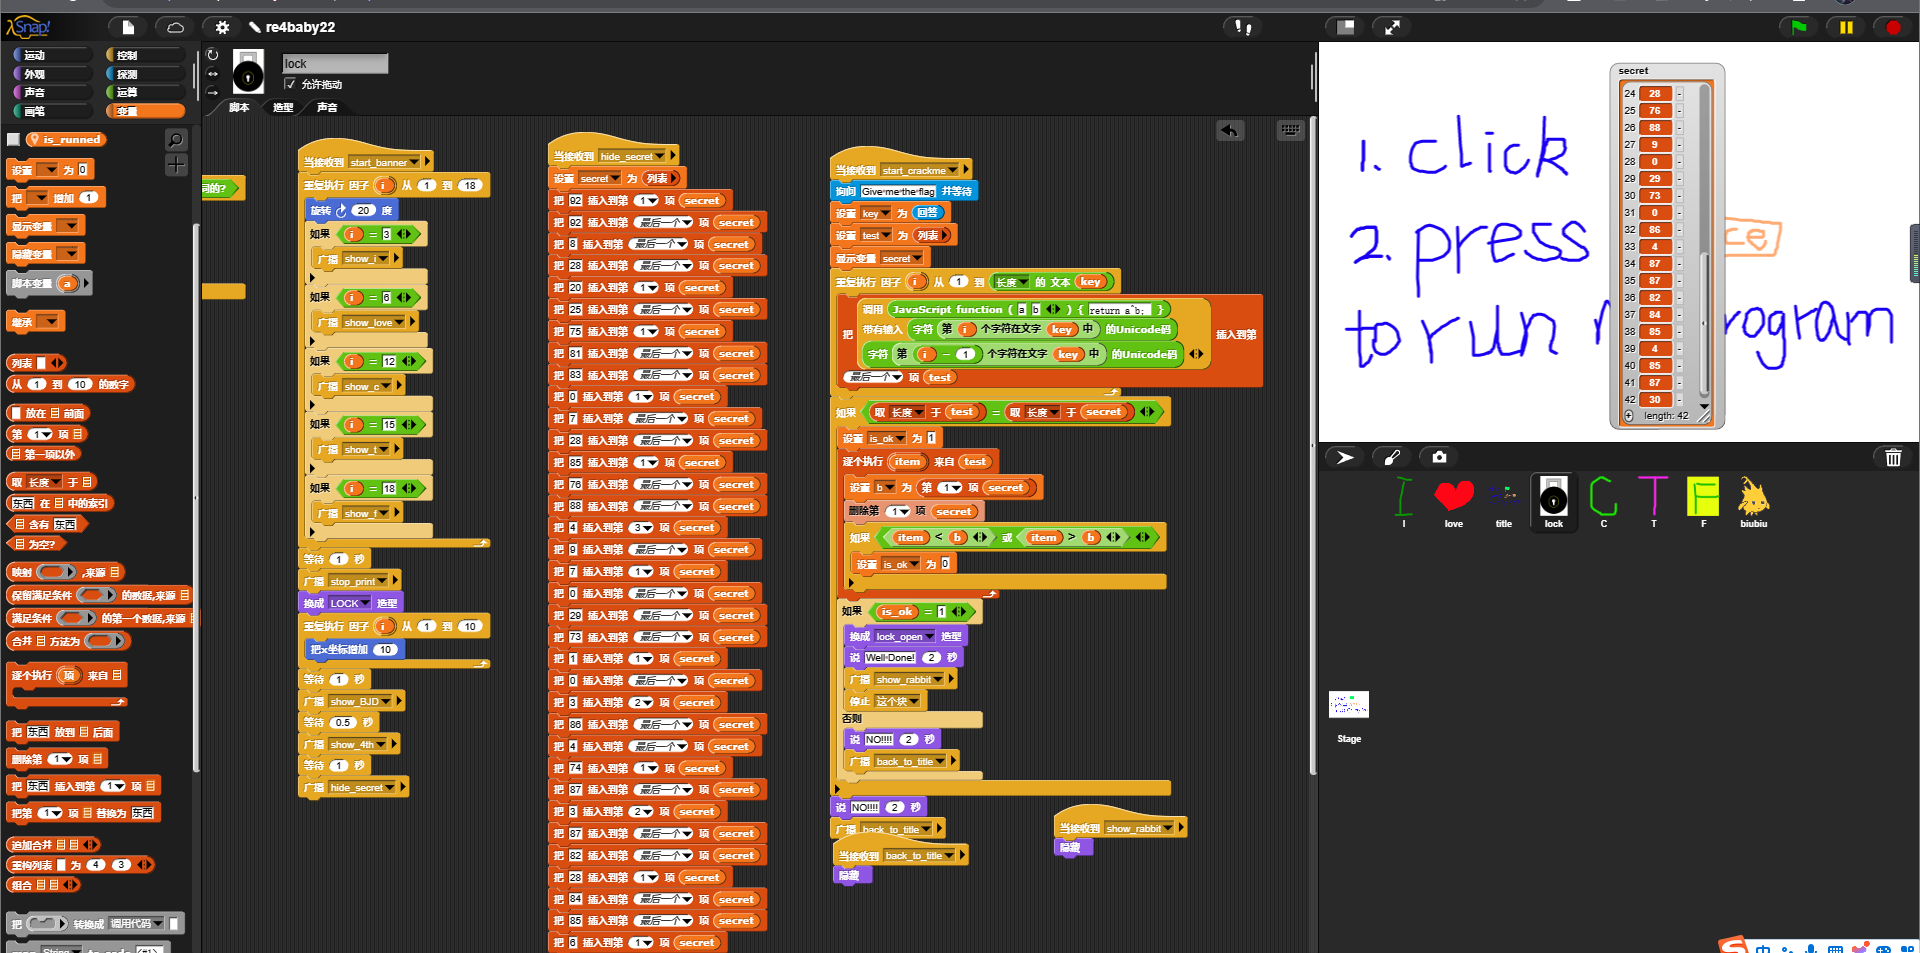 Snap!
re4baby22
运动 控制
外观 探测
声音 运算
画笔 变量
lock
允许拖动
脚本 造型 声音
is_runned
设置 为 0
把 增加 1
显示变量
隐藏变量
脚本变量 a
继承
列表
从 1 到 10 的数字
放在 前面
第 1 项
第一项以外
取 长度 于
东西 在 中的索引
含有 东西
为空?
映射 ,来源
保留满足条件 的数据,来源
满足条件 的第一个数据,来源
合并 方法为
逐个执行 项 来自
把 东西 放到 后面
删除第 1 项
把 东西 插入到第 1 项
把第 1 项 替换为 东西
追加合并
重构列表 为 4 3
组合
把 转换成 调用代码
当接收到 start_banner
重复执行 因子 i 从 1 到 18
旋转 20 度
如果 i = 3
广播 show_i
如果 i = 6
广播 show_love
如果 i = 12
广播 show_c
如果 i = 15
广播 show_t
如果 i = 18
广播 show_f
等待 1 秒
广播 stop_print
换成 LOCK 造型
重复执行 因子 i 从 1 到 10
把x坐标增加 10
等待 1 秒
广播 show_BJD
等待 0.5 秒
广播 show_4th
等待 1 秒
广播 hide_secret
当接收到 hide_secret
设置 secret 为 列表
把 92 插入到第 1 项 secret
把 92 插入到第 最后一个 项 secret
把 8 插入到第 最后一个 项 secret
把 28 插入到第 最后一个 项 secret
把 20 插入到第 1 项 secret
把 25 插入到第 最后一个 项 secret
把 75 插入到第 1 项 secret
把 81 插入到第 最后一个 项 secret
把 83 插入到第 最后一个 项 secret
把 0 插入到第 1 项 secret
把 7 插入到第 最后一个 项 secret
把 28 插入到第 最后一个 项 secret
把 85 插入到第 1 项 secret
把 76 插入到第 最后一个 项 secret
把 88 插入到第 最后一个 项 secret
把 4 插入到第 3 项 secret
把 9 插入到第 最后一个 项 secret
把 7 插入到第 1 项 secret
把 0 插入到第 最后一个 项 secret
把 29 插入到第 最后一个 项 secret
把 73 插入到第 最后一个 项 secret
把 1 插入到第 1 项 secret
把 0 插入到第 最后一个 项 secret
把 3 插入到第 2 项 secret
把 86 插入到第 最后一个 项 secret
把 4 插入到第 最后一个 项 secret
把 74 插入到第 1 项 secret
把 87 插入到第 最后一个 项 secret
把 3 插入到第 2 项 secret
把 87 插入到第 最后一个 项 secret
把 82 插入到第 最后一个 项 secret
把 28 插入到第 1 项 secret
把 84 插入到第 最后一个 项 secret
把 85 插入到第 最后一个 项 secret
把 6 插入到第 1 项 secret
当接收到 start_crackme
询问 Give·me·the·flag 并等待
设置 key 为 回答
设置 test 为 列表
显示变量 secret
重复执行 因子 i 从 1 到 长度 的 文本 key
调用 JavaScript function ( a b ) { return a^b; }
把 带有输入 字符 第 i 个字符在文字 key 中 的Unicode码 插入到第
字符 第 i - 1 个字符在文字 key 中 的Unicode码
最后一个 项 test
如果 取 长度 于 test = 取 长度 于 secret
设置 is_ok 为 1
逐个执行 item 来自 test
设置 b 为 第 1 项 secret
删除第 1 项 secret
如果 item < b 或 item > b
设置 is_ok 为 0
如果 is_ok = 1
换成 lock_open 造型
说 Well·Done! 2 秒
广播 show_rabbit
停止 这个块
否则
说 NO!!!! 2 秒
广播 back_to_title
说 NO!!!! 2 秒
广播 back_to_title
当接收到 back_to_title
隐藏
当接收到 show_rabbit
隐藏
1. click
2. press
to run
rogram
secret
24 28
25 76
26 88
27 9
28 0
29 29
30 73
31 0
32 86
33 4
34 87
35 87
36 82
37 84
38 85
39 4
40 85
41 87
42 30
length: 42
I love title lock C T F biubiu
Stage